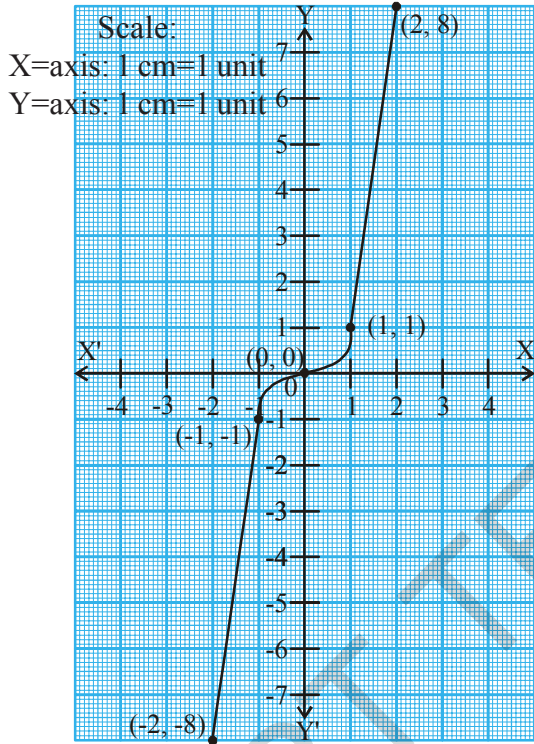 Scale:
X=axis: 1 cm=1 unit
Y=axis: 1 cm=1 unit
Y
(2, 8)
7
6
5
4
3
2
1
(1, 1)
X'
(0, 0)
X
0
-4 -3 -2 - 1 2 3 4
-1
(-1, -1)
-2
-3
-4
-5
-6
-7
(-2, -8)
Y'